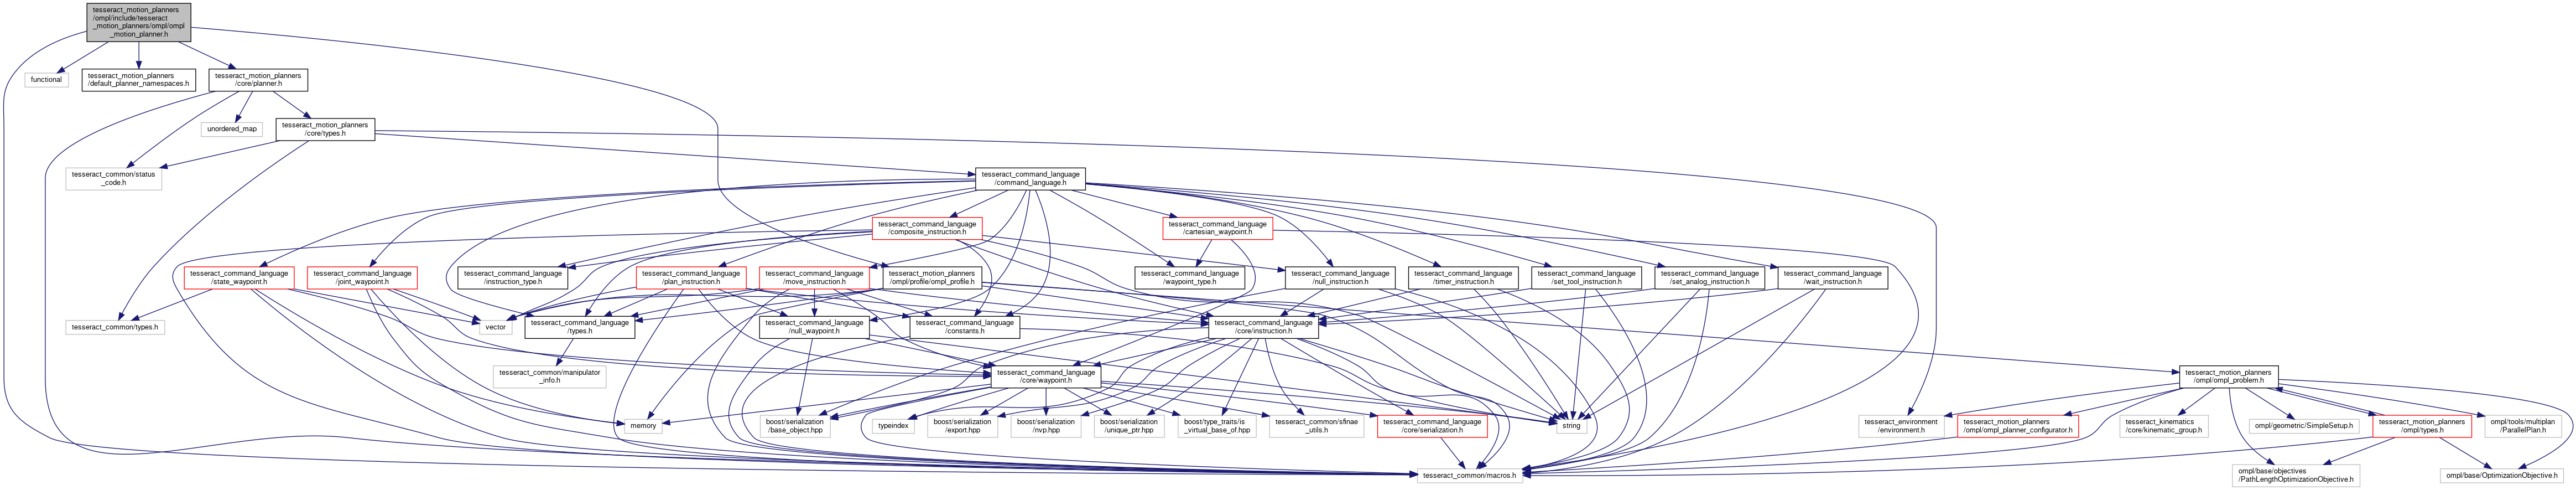 tesseract_motion_planners
/ompl/include/tesseract
_motion_planners/ompl/ompl
_motion_planner.h
functional
tesseract_motion_planners
/default_planner_namespaces.h
tesseract_motion_planners
/core/planner.h
unordered_map
tesseract_motion_planners
/core/types.h
tesseract_common/status
_code.h
tesseract_command_language
/command_language.h
tesseract_command_language
/composite_instruction.h
tesseract_command_language
/cartesian_waypoint.h
tesseract_command_language
/state_waypoint.h
tesseract_command_language
/joint_waypoint.h
tesseract_command_language
/instruction_type.h
tesseract_command_language
/plan_instruction.h
tesseract_command_language
/move_instruction.h
tesseract_motion_planners
/ompl/profile/ompl_profile.h
tesseract_command_language
/waypoint_type.h
tesseract_command_language
/null_instruction.h
tesseract_command_language
/timer_instruction.h
tesseract_command_language
/set_tool_instruction.h
tesseract_command_language
/set_analog_instruction.h
tesseract_command_language
/wait_instruction.h
tesseract_common/types.h
vector
tesseract_command_language
/types.h
tesseract_command_language
/null_waypoint.h
tesseract_command_language
/constants.h
tesseract_command_language
/core/instruction.h
tesseract_common/manipulator
_info.h
tesseract_command_language
/core/waypoint.h
tesseract_motion_planners
/ompl/ompl_problem.h
memory
boost/serialization
/base_object.hpp
typeindex
boost/serialization
/export.hpp
boost/serialization
/nvp.hpp
boost/serialization
/unique_ptr.hpp
boost/type_traits/is
_virtual_base_of.hpp
tesseract_common/sfinae
_utils.h
tesseract_command_language
/core/serialization.h
string
tesseract_environment
/environment.h
tesseract_motion_planners
/ompl/ompl_planner_configurator.h
tesseract_kinematics
/core/kinematic_group.h
ompl/geometric/SimpleSetup.h
tesseract_motion_planners
/ompl/types.h
ompl/tools/multiplan
/ParallelPlan.h
tesseract_common/macros.h
ompl/base/objectives
/PathLengthOptimizationObjective.h
ompl/base/OptimizationObjective.h